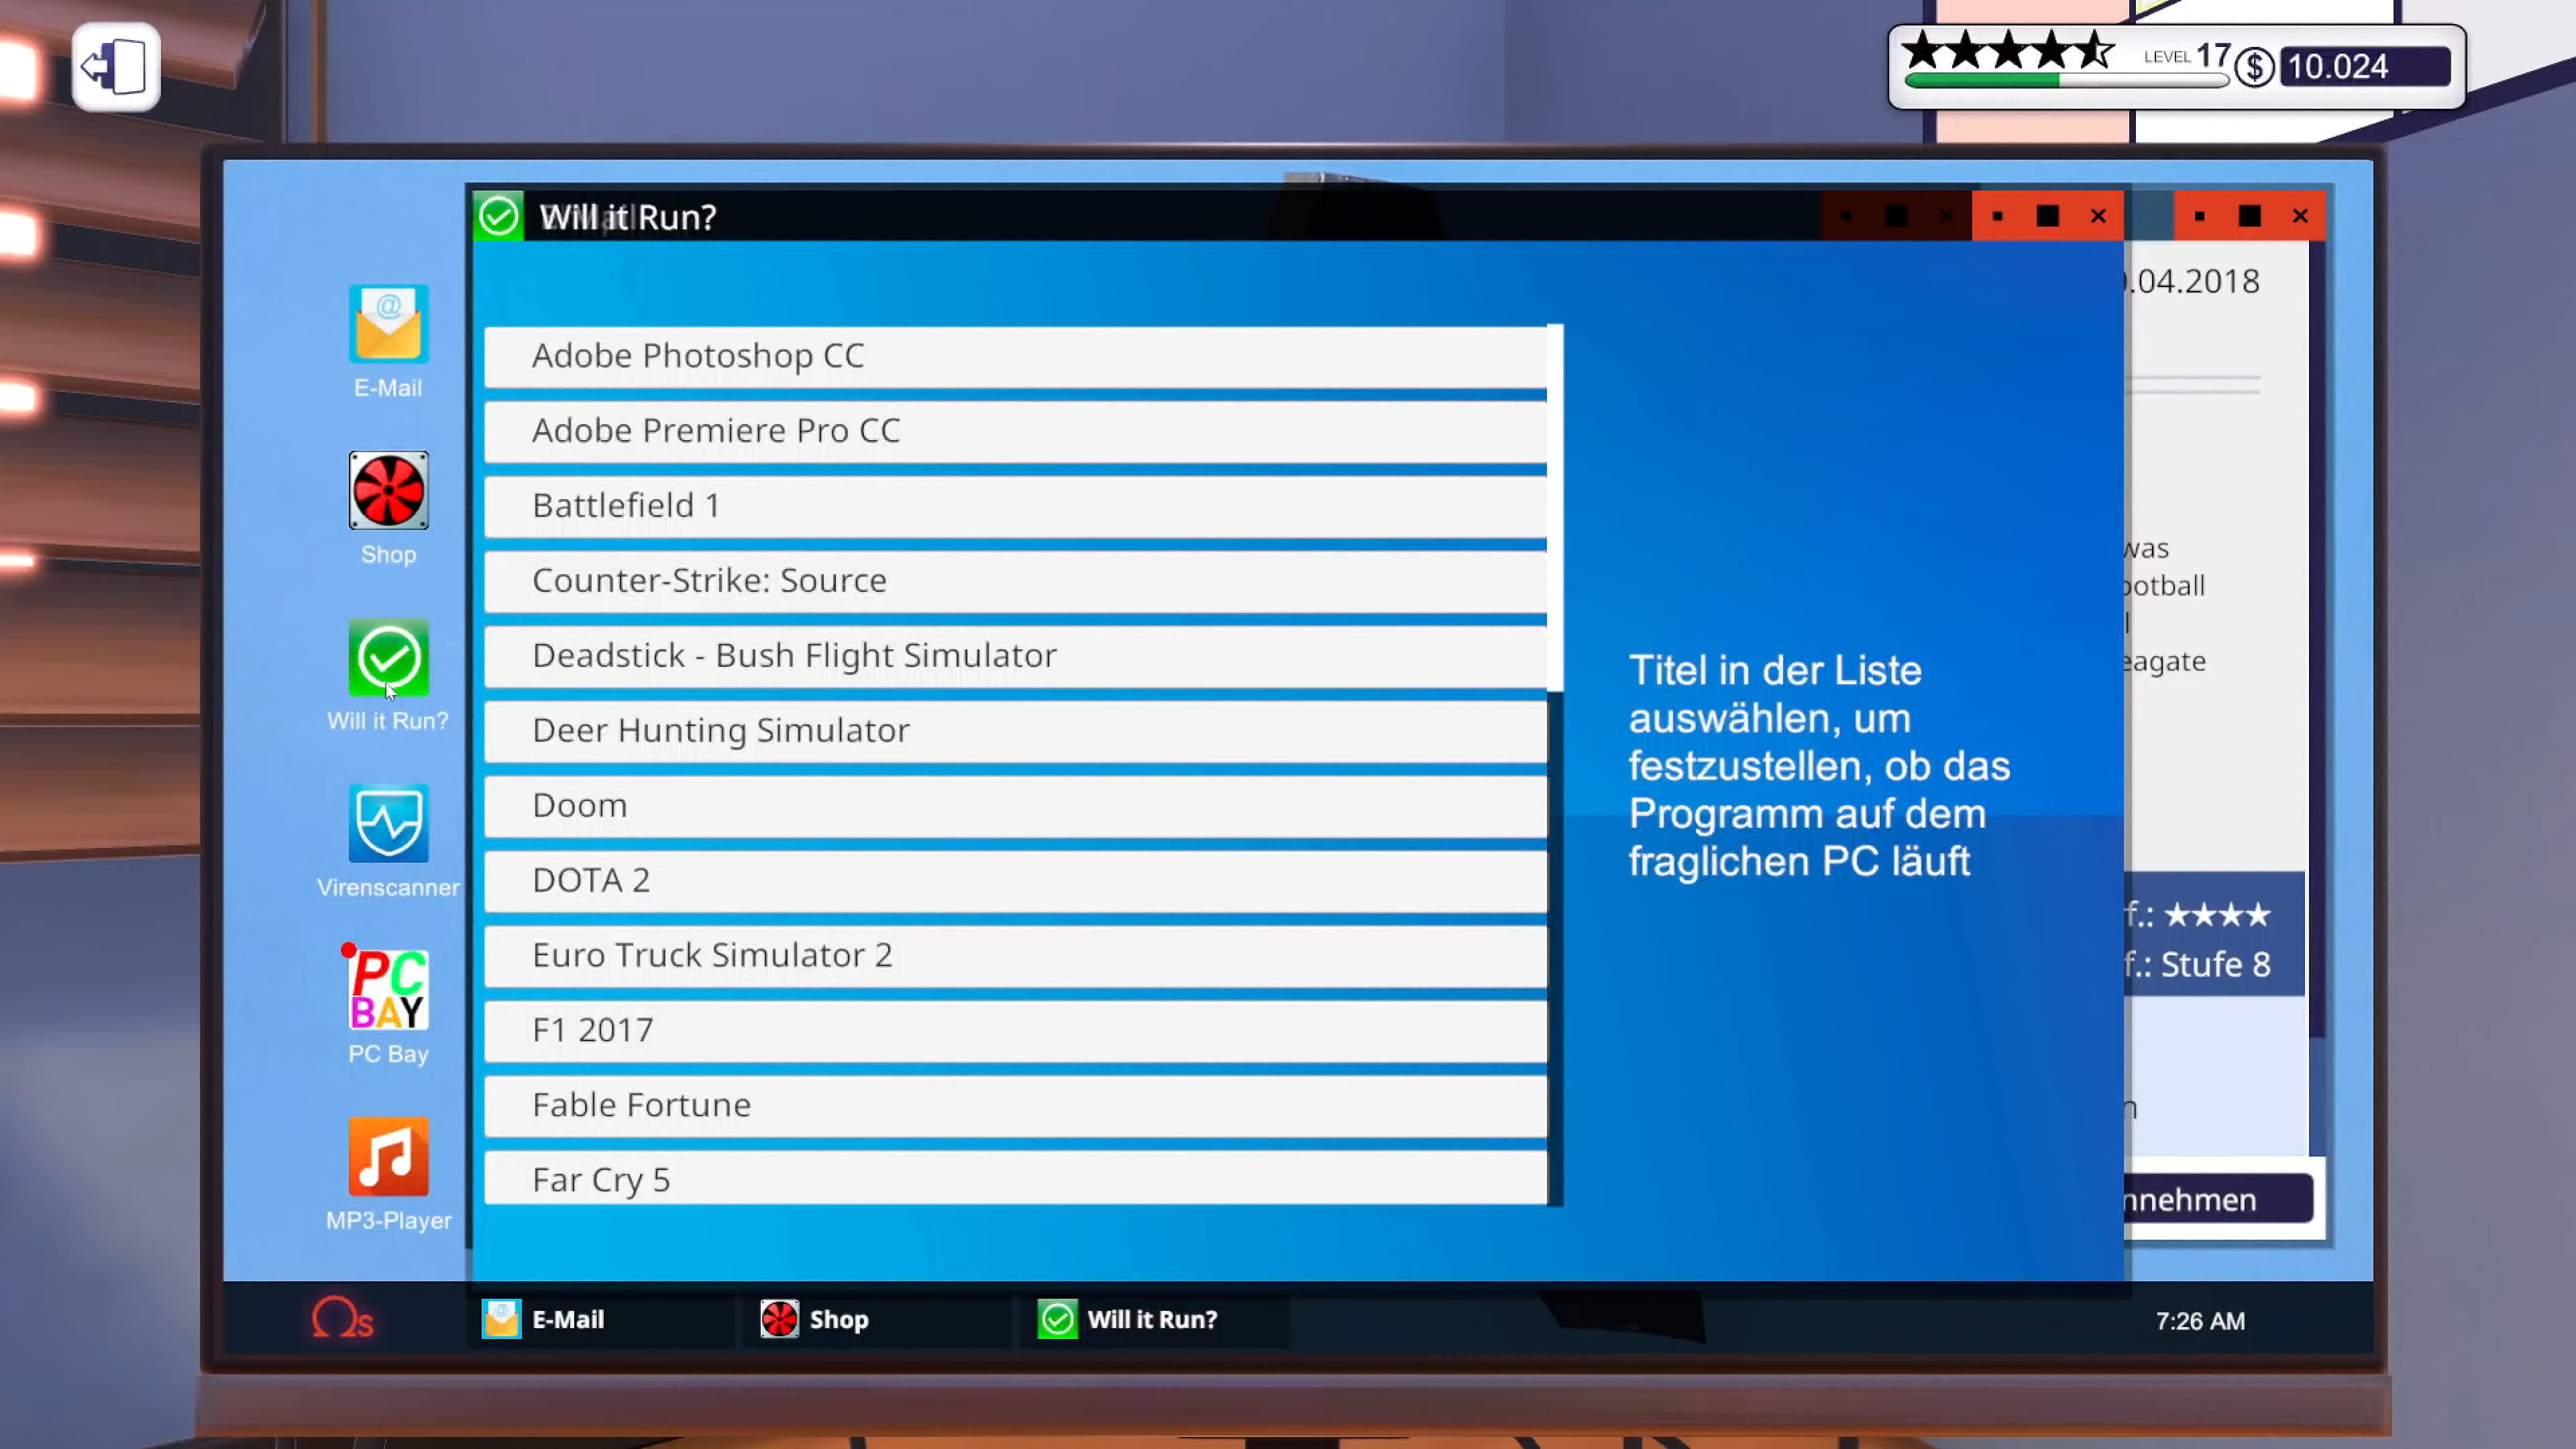 LEVEL 17
$ 10.024
Will it Run?
.04.2018
E-Mail
Shop
Will it Run?
Virenscanner
PC
BAY
PC Bay
MP3-Player
Adobe Photoshop CC
Adobe Premiere Pro CC
Battlefield 1
Counter-Strike: Source
Deadstick - Bush Flight Simulator
Deer Hunting Simulator
Doom
DOTA 2
Euro Truck Simulator 2
F1 2017
Fable Fortune
Far Cry 5
Titel in der Liste
auswählen, um
festzustellen, ob das
Programm auf dem
fraglichen PC läuft
was
ootball
eagate
f.: ★★★★
f.: Stufe 8
nnehmen
Ωs
E-Mail
Shop
Will it Run?
7:26 AM